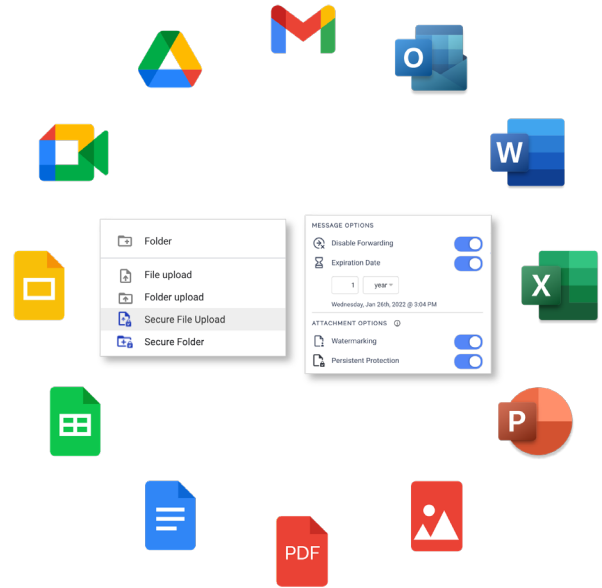 O
W
Folder
File upload
Folder upload
Secure File Upload
Secure Folder
MESSAGE OPTIONS
Disable Forwarding
Expiration Date
1 year
Wednesday, Jan 26th, 2022 @ 3:04 PM
ATTACHMENT OPTIONS
Watermarking
Persistent Protection
X
P
PDF